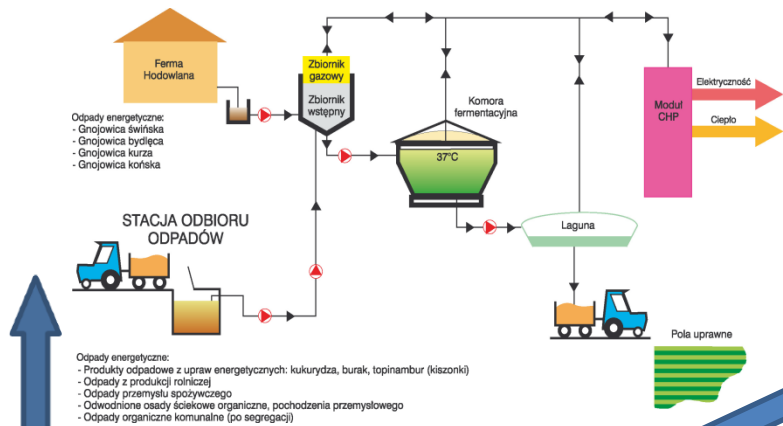 Ferma
Hodowlana
Odpady energetyczne:
- Gnojowica świńska
- Gnojowica bydlęca
- Gnojowica kurza
- Gnojowica końska
Zbiornik
gazowy
Zbiornik
wstępny
Komora
fermentacyjna
37°C
Moduł
CHP
Elektryczność
Ciepło
STACJA ODBIORU
ODPADÓW
Laguna
Pola uprawne
Odpady energetyczne:
- Produkty odpadowe z upraw energetycznych: kukurydza, burak, topinambur (kiszonki)
- Odpady z produkcji rolniczej
- Odpady przemysłu spożywczego
- Odwodnione osady ściekowe organiczne, pochodzenia przemysłowego
- Odpady organiczne komunalne (po segregacji)